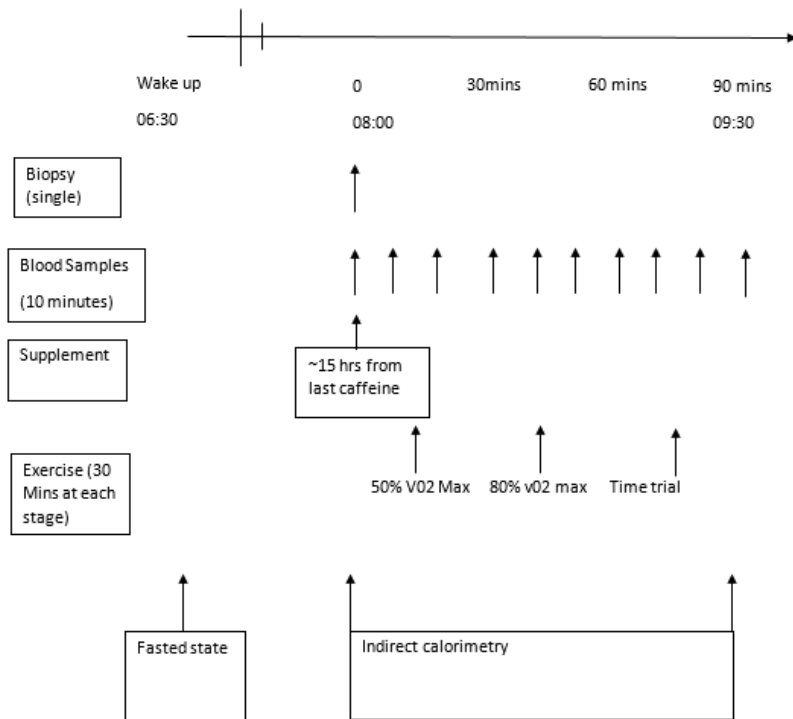 Wake up
0
30mins
60 mins
90 mins
06:30
08:00
09:30
Biopsy
(single)
Blood Samples
(10 minutes)
Supplement
~15 hrs from
last caffeine
Exercise (30
Mins at each
stage)
50% V02 Max
80% v02 max
Time trial
Fasted state
Indirect calorimetry